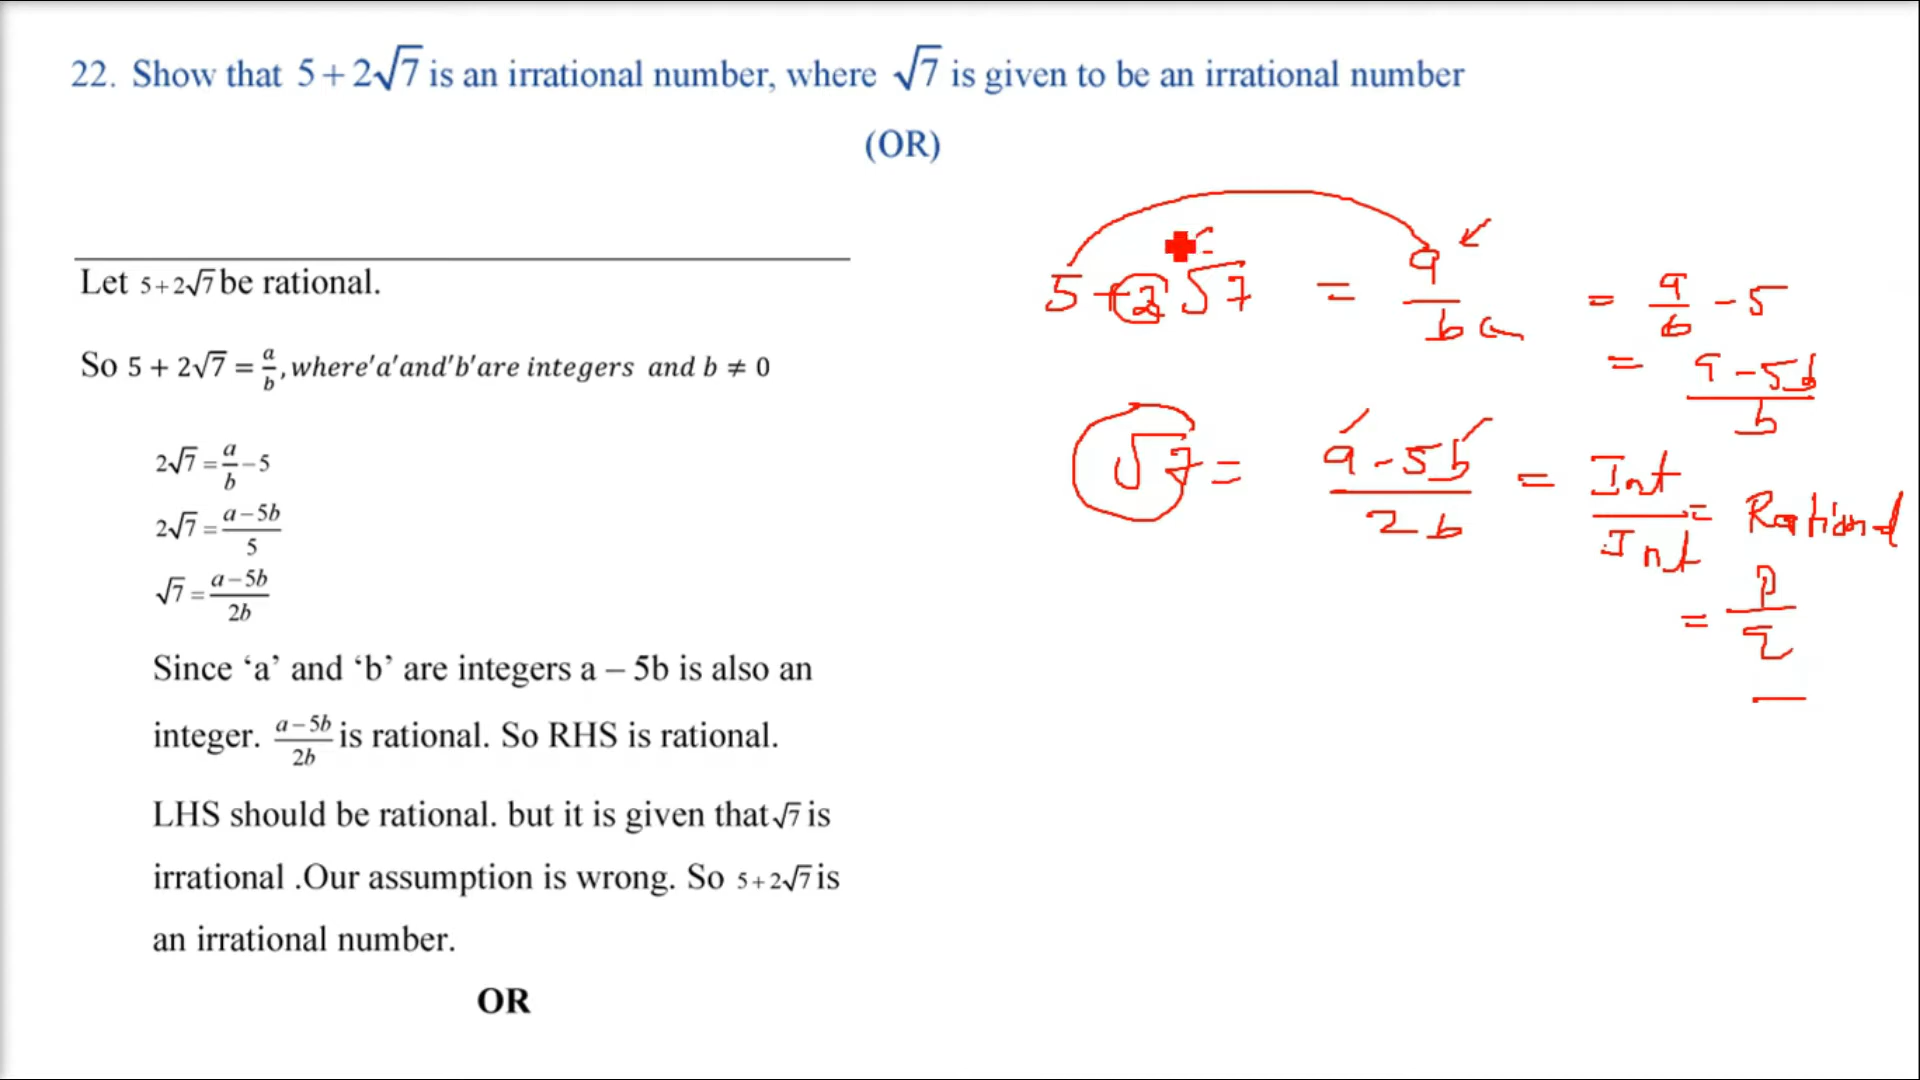 22. Show that 5+2√7 is an irrational number, where √7 is given to be an irrational number
(OR)
Let 5+2√7 be rational.
So 5 + 2√7 = a/b, where'a'and'b'are integers and b ≠ 0
2√7 = a/b − 5
2√7 = (a−5b)/5
√7 = (a−5b)/2b
Since ‘a’ and ‘b’ are integers a – 5b is also an
integer. (a−5b)/2b is rational. So RHS is rational.
LHS should be rational. but it is given that √7 is
irrational .Our assumption is wrong. So 5+2√7 is
an irrational number.
OR
5+2√7 = a/b = a/b - 5
= (a-5b)/b
√7 = (a-5b)/2b = Int/Int = Rational
= p/q